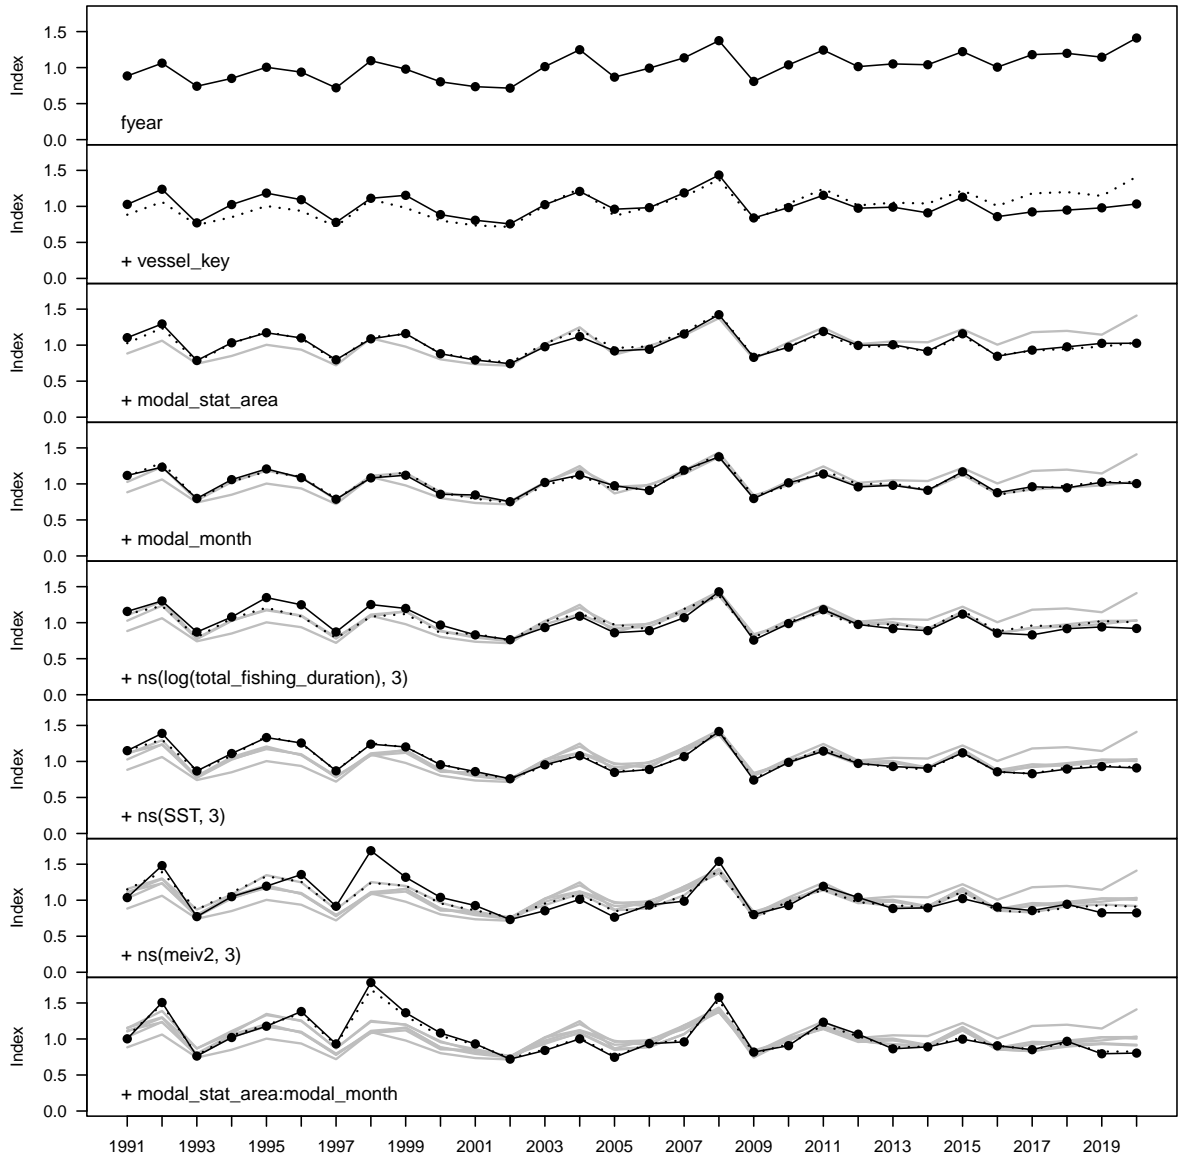 Index
1.5
1.0
0.5
0.0
fyear
Index
1.5
1.0
0.5
0.0
+ vessel_key
Index
1.5
1.0
0.5
0.0
+ modal_stat_area
Index
1.5
1.0
0.5
0.0
+ modal_month
Index
1.5
1.0
0.5
0.0
+ ns(log(total_fishing_duration), 3)
Index
1.5
1.0
0.5
0.0
+ ns(SST, 3)
Index
1.5
1.0
0.5
0.0
+ ns(meiv2, 3)
Index
1.5
1.0
0.5
0.0
+ modal_stat_area:modal_month
1991 1993 1995 1997 1999 2001 2003 2005 2007 2009 2011 2013 2015 2017 2019